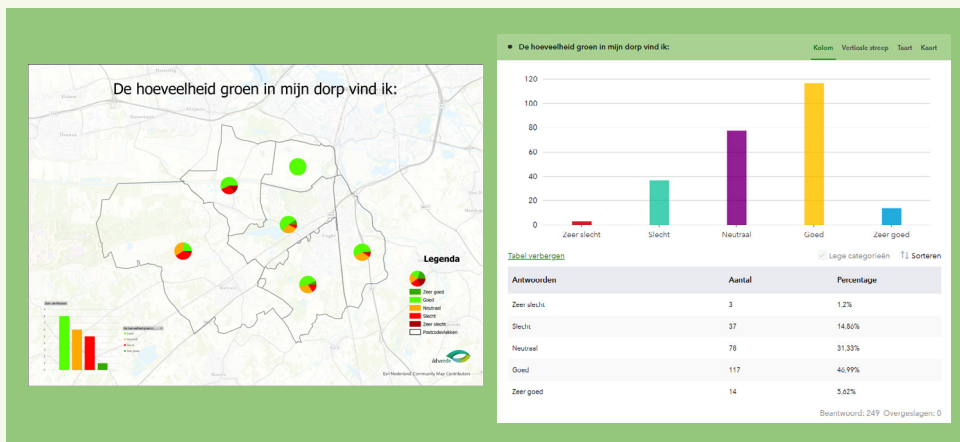 De hoeveelheid groen in mijn dorp vind ik:
Vught
Legenda
Zeer goed
Goed
Neutraal
Slecht
Zeer slecht
Postcodevlakken
idverde
Esri Nederland, Community Map Contributors
De hoeveelheid groen in mijn dorp vind ik:
Kolom Verticale streep Taart Kaart
120
100
80
60
40
20
0
Zeer slecht Slecht Neutraal Goed Zeer goed
Tabel verbergen
Lege categorieën Sorteren
Antwoorden Aantal Percentage
Zeer slecht 3 1,2%
Slecht 37 14,86%
Neutraal 78 31,33%
Goed 117 46,99%
Zeer goed 14 5,62%
Beantwoord: 249 Overgeslagen: 0